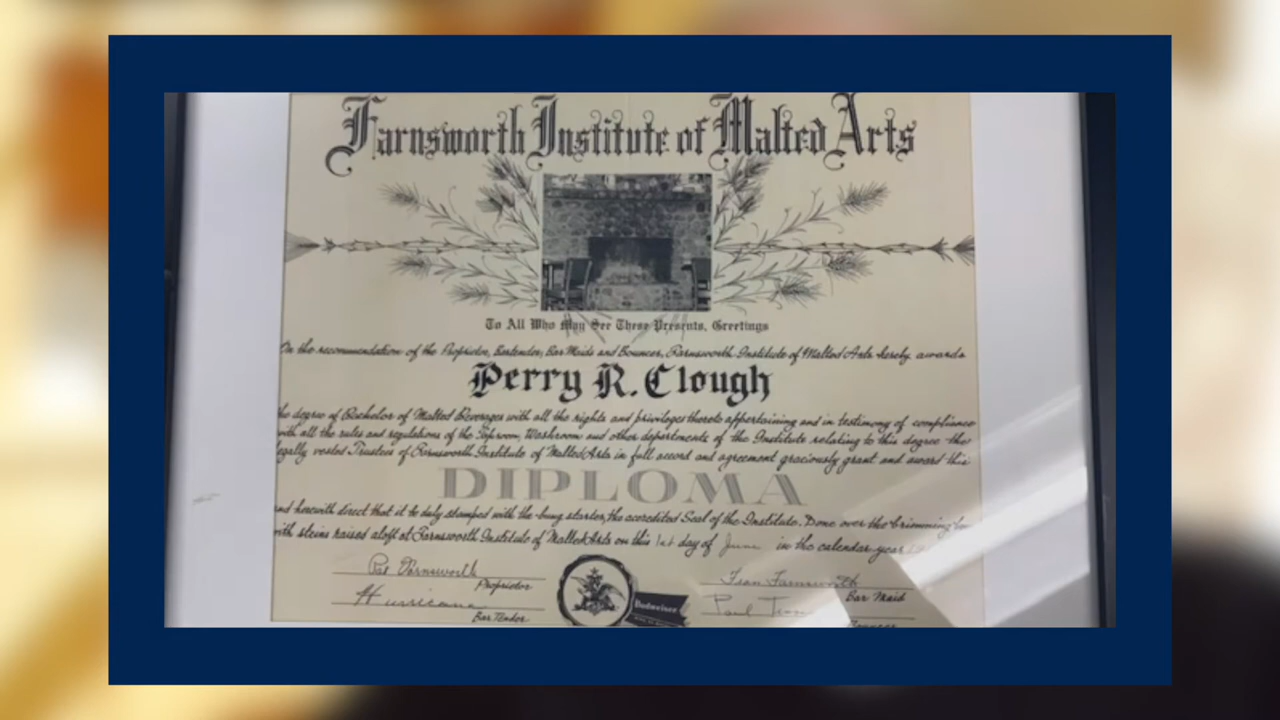 Farnsworth Institute of Malted Arts
To All Who May See These Presents, Greetings
On the recommendation of the Proprietor, Bartender, Bar Maids and Bouncer, Farnsworth Institute of Malted Arts hereby awards
Perry R. Clough
the degree of Bachelor of Malted Beverages with all the rights and privileges thereto appertaining and in testimony of compliance
with all the rules and regulations of the Taproom, Washroom and other departments of the Institute relating to this degree the
legally vested Trustees of Farnsworth Institute of Malted Arts in full accord and agreement graciously grant and award this
DIPLOMA
and herewith direct that it be duly stamped with the bung starter, the accredited Seal of the Institute. Done over the brimming
with steins raised aloft at Farnsworth Institute of Malted Arts on this 1st day of June in the calendar year
Farnsworth Jean Farnsworth
Proprietor Bar Maid
Hurricane Paul
Budweiser
Bar Tender